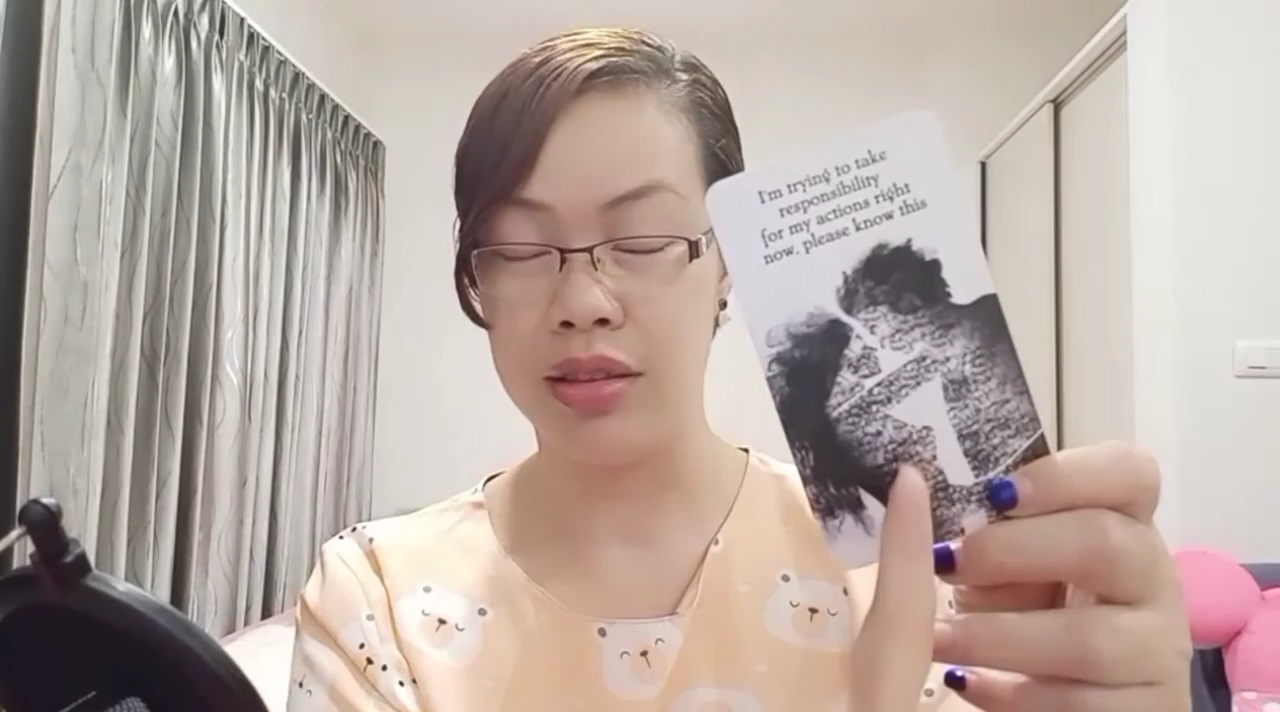 I'm trying to take
responsibility
for my actions right
now, please know this